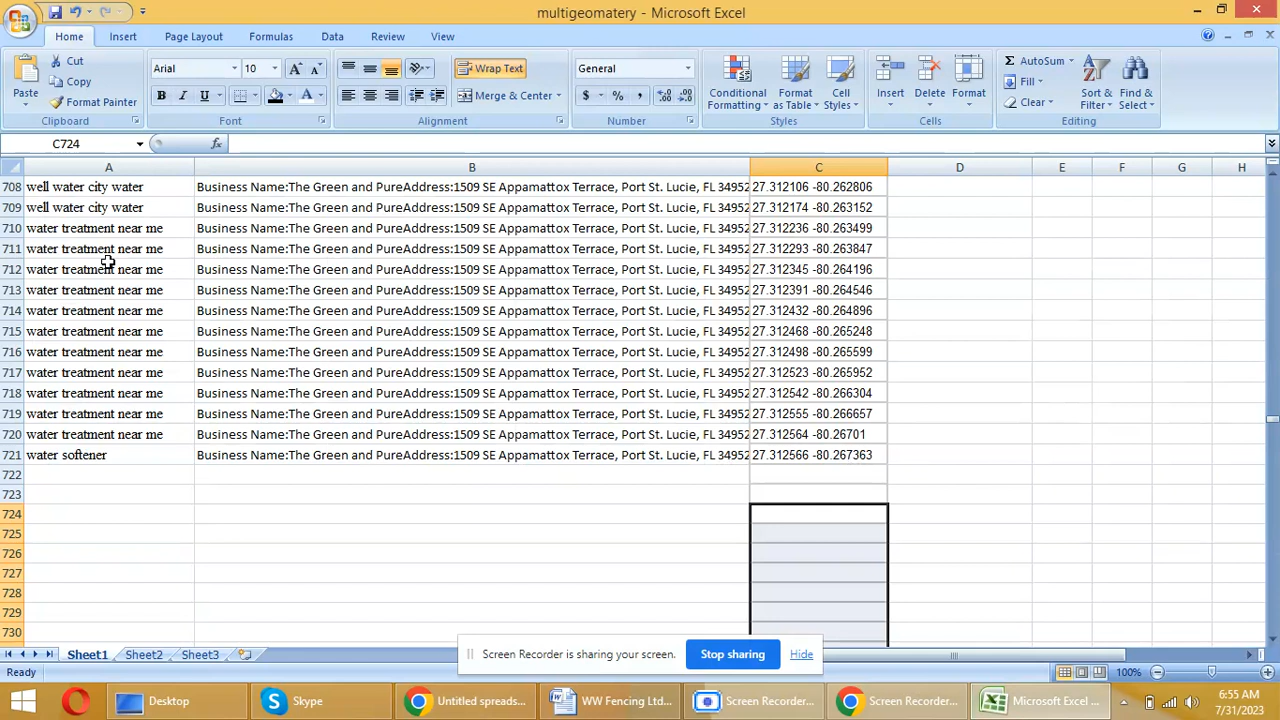 multigeomatery - Microsoft Excel
Home Insert Page Layout Formulas Data Review View
Paste
Cut
Copy
Format Painter
Clipboard
Arial 10
B I U
Font
Wrap Text
Merge & Center
Alignment
General
$ % ,
Number
Conditional Formatting
Format as Table
Cell Styles
Styles
Insert Delete Format
Cells
Σ AutoSum
Fill
Clear
Sort & Filter
Find & Select
Editing
C724 fx
A B C D E F G H
708 well water city water Business Name:The Green and PureAddress:1509 SE Appamattox Terrace, Port St. Lucie, FL 34952 27.312106 -80.262806
709 well water city water Business Name:The Green and PureAddress:1509 SE Appamattox Terrace, Port St. Lucie, FL 34952 27.312174 -80.263152
710 water treatment near me Business Name:The Green and PureAddress:1509 SE Appamattox Terrace, Port St. Lucie, FL 34952 27.312236 -80.263499
711 water treatment near me Business Name:The Green and PureAddress:1509 SE Appamattox Terrace, Port St. Lucie, FL 34952 27.312293 -80.263847
712 water treatment near me Business Name:The Green and PureAddress:1509 SE Appamattox Terrace, Port St. Lucie, FL 34952 27.312345 -80.264196
713 water treatment near me Business Name:The Green and PureAddress:1509 SE Appamattox Terrace, Port St. Lucie, FL 34952 27.312391 -80.264546
714 water treatment near me Business Name:The Green and PureAddress:1509 SE Appamattox Terrace, Port St. Lucie, FL 34952 27.312432 -80.264896
715 water treatment near me Business Name:The Green and PureAddress:1509 SE Appamattox Terrace, Port St. Lucie, FL 34952 27.312468 -80.265248
716 water treatment near me Business Name:The Green and PureAddress:1509 SE Appamattox Terrace, Port St. Lucie, FL 34952 27.312498 -80.265599
717 water treatment near me Business Name:The Green and PureAddress:1509 SE Appamattox Terrace, Port St. Lucie, FL 34952 27.312523 -80.265952
718 water treatment near me Business Name:The Green and PureAddress:1509 SE Appamattox Terrace, Port St. Lucie, FL 34952 27.312542 -80.266304
719 water treatment near me Business Name:The Green and PureAddress:1509 SE Appamattox Terrace, Port St. Lucie, FL 34952 27.312555 -80.266657
720 water treatment near me Business Name:The Green and PureAddress:1509 SE Appamattox Terrace, Port St. Lucie, FL 34952 27.312564 -80.26701
721 water softener Business Name:The Green and PureAddress:1509 SE Appamattox Terrace, Port St. Lucie, FL 34952 27.312566 -80.267363
722
723
724
725
726
727
728
729
730
Screen Recorder is sharing your screen. Stop sharing Hide
Sheet1 Sheet2 Sheet3
Ready 100%
Desktop Skype Untitled spreads... WW Fencing Ltd... Screen Recorder... Screen Recorder... Microsoft Excel ... 6:55 AM
7/31/2023